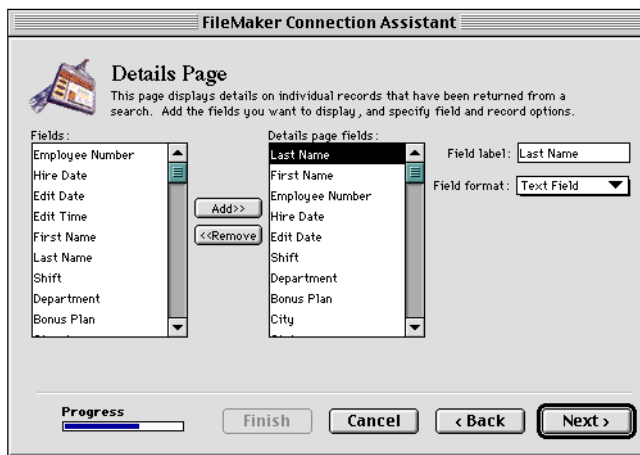 FileMaker Connection Assistant
Details Page
This page displays details on individual records that have been returned from a
search. Add the fields you want to display, and specify field and record options.
Fields:
Employee Number
Hire Date
Edit Date
Edit Time
First Name
Last Name
Shift
Department
Bonus Plan
Add>>
<<Remove
Details page fields:
Last Name
First Name
Employee Number
Hire Date
Edit Date
Shift
Department
Bonus Plan
City
Field label: Last Name
Field format: Text Field
Progress
Finish
Cancel
< Back
Next >